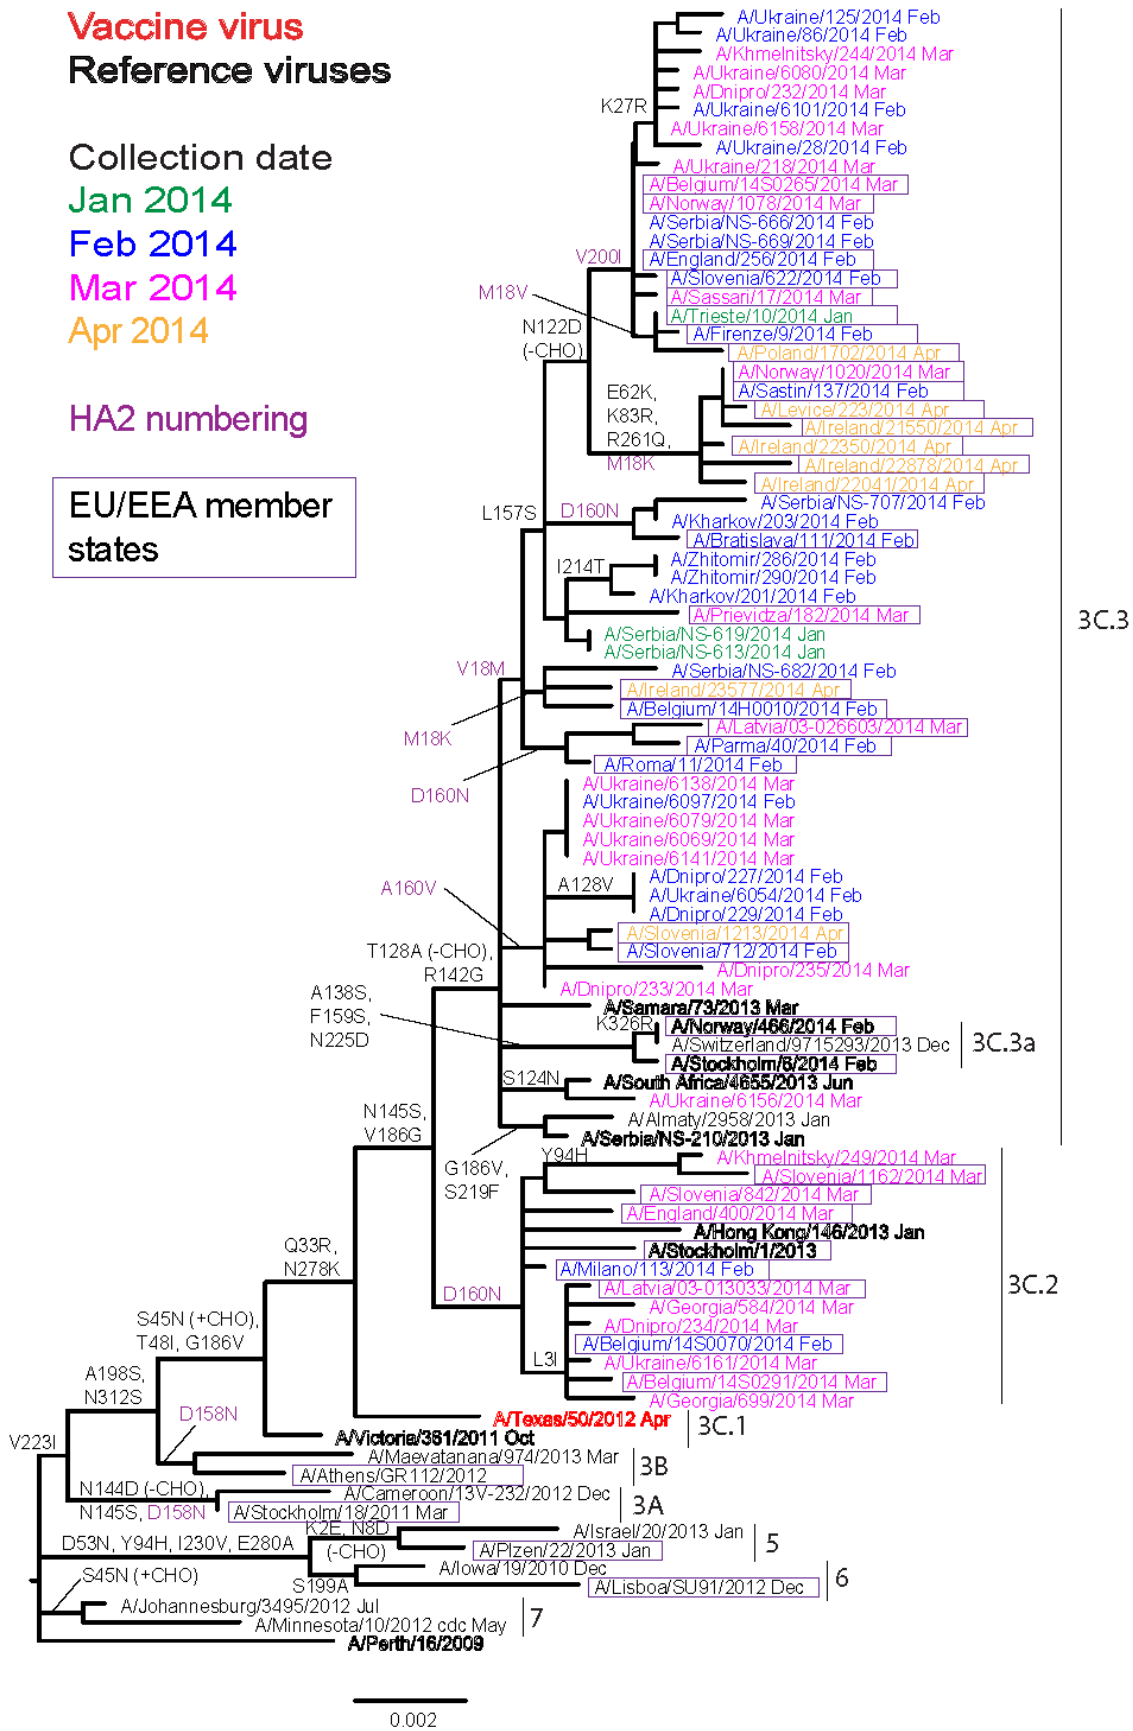 Vaccine virus
Reference viruses
Collection date
Jan 2014
Feb 2014
Mar 2014
Apr 2014
HA2 numbering
EU/EEA member
states
A/Ukraine/125/2014 Feb
A/Ukraine/86/2014 Feb
A/Khmelnitsky/244/2014 Mar
A/Ukraine/6080/2014 Mar
A/Dnipro/232/2014 Mar
K27R
A/Ukraine/6101/2014 Feb
A/Ukraine/6158/2014 Mar
A/Ukraine/28/2014 Feb
A/Ukraine/218/2014 Mar
A/Belgium/14S0265/2014 Mar
A/Norway/1078/2014 Mar
A/Serbia/NS-666/2014 Feb
A/Serbia/NS-669/2014 Feb
V200I
A/England/256/2014 Feb
A/Slovenia/622/2014 Feb
M18V
A/Sassari/17/2014 Mar
A/Trieste/10/2014 Jan
N122D
(-CHO)
A/Firenze/9/2014 Feb
A/Poland/1702/2014 Apr
A/Norway/1020/2014 Mar
E62K,
K83R,
R261Q,
M18K
A/Sastin/137/2014 Feb
A/Levice/223/2014 Apr
A/Ireland/21550/2014 Apr
A/Ireland/22350/2014 Apr
A/Ireland/22878/2014 Apr
A/Ireland/22041/2014 Apr
L157S
D160N
A/Serbia/NS-707/2014 Feb
A/Kharkov/203/2014 Feb
A/Bratislava/111/2014 Feb
I214T
A/Zhitomir/286/2014 Feb
A/Zhitomir/290/2014 Feb
A/Kharkov/201/2014 Feb
A/Prievidza/182/2014 Mar
3C.3
A/Serbia/NS-619/2014 Jan
A/Serbia/NS-613/2014 Jan
V18M
A/Serbia/NS-682/2014 Feb
A/Ireland/23577/2014 Apr
A/Belgium/14H0010/2014 Feb
M18K
A/Latvia/03-026603/2014 Mar
A/Parma/40/2014 Feb
A/Roma/11/2014 Feb
D160N
A/Ukraine/6138/2014 Mar
A/Ukraine/6097/2014 Feb
A/Ukraine/6079/2014 Mar
A/Ukraine/6069/2014 Mar
A/Ukraine/6141/2014 Mar
A160V
A128V
A/Dnipro/227/2014 Feb
A/Ukraine/6054/2014 Feb
A/Dnipro/229/2014 Feb
A/Slovenia/1213/2014 Apr
A/Slovenia/712/2014 Feb
T128A (-CHO),
R142G
A/Dnipro/235/2014 Mar
A/Dnipro/233/2014 Mar
A138S,
F159S,
N225D
A/Samara/73/2013 Mar
K326R
A/Norway/466/2014 Feb
A/Switzerland/9715293/2013 Dec
3C.3a
A/Stockholm/6/2014 Feb
S124N
A/South Africa/4655/2013 Jun
A/Ukraine/6156/2014 Mar
N145S,
V186G
A/Almaty/2958/2013 Jan
A/Serbia/NS-210/2013 Jan
G186V,
S219F
Y94H
A/Khmelnitsky/249/2014 Mar
A/Slovenia/1162/2014 Mar
A/Slovenia/842/2014 Mar
A/England/400/2014 Mar
A/Hong Kong/146/2013 Jan
Q33R,
N278K
A/Stockholm/1/2013
A/Milano/113/2014 Feb
D160N
3C.2
A/Latvia/03-013033/2014 Mar
A/Georgia/584/2014 Mar
S45N (+CHO),
T48I, G186V
A/Dnipro/234/2014 Mar
A/Belgium/14S0070/2014 Feb
L3I
A/Ukraine/6161/2014 Mar
A198S,
N312S
A/Belgium/14S0291/2014 Mar
A/Georgia/699/2014 Mar
D158N
A/Texas/50/2012 Apr
3C.1
V223I
A/Victoria/361/2011 Oct
A/Maevatanana/974/2013 Mar
3B
A/Athens/GR112/2012
N144D (-CHO),
N145S, D158N
A/Cameroon/13V-232/2012 Dec
3A
A/Stockholm/18/2011 Mar
K2E, N8D
(-CHO)
A/Israel/20/2013 Jan
5
D53N, Y94H, I230V, E280A
A/Plzen/22/2013 Jan
A/Iowa/19/2010 Dec
6
S199A
A/Lisboa/SU91/2012 Dec
S45N (+CHO)
A/Johannesburg/3495/2012 Jul
7
A/Minnesota/10/2012 cdc May
A/Perth/16/2009
0.002